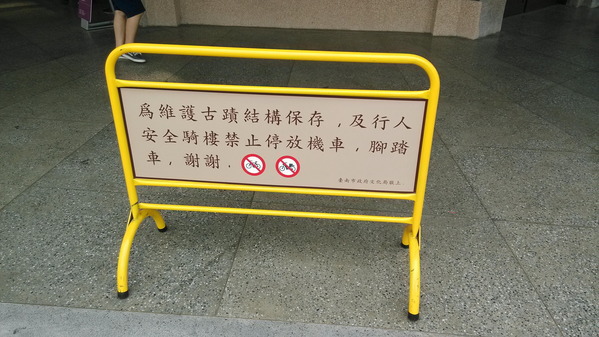 爲維護古蹟結構保存,及行人
安全騎樓禁止停放機車,腳踏
車,謝謝.
臺南市政府文化局敬上